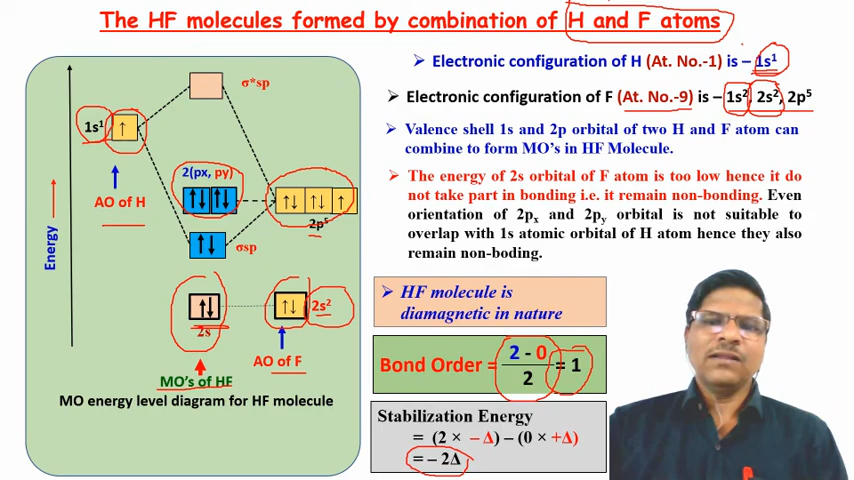 The HF molecules formed by combination of H and F atoms
➢ Electronic configuration of H (At. No.-1) is – 1s¹
➢ Electronic configuration of F (At. No.-9) is – 1s², 2s², 2p⁵
➢ Valence shell 1s and 2p orbital of two H and F atom can
combine to form MO's in HF Molecule.
➢ The energy of 2s orbital of F atom is too low hence it do
not take part in bonding i.e. it remain non-bonding. Even
orientation of 2pₓ and 2pᵧ orbital is not suitable to
overlap with 1s atomic orbital of H atom hence they also
remain non-boding.
σ*sp
1s¹ ↑
2(px, py)
AO of H
↑↓ ↑↓ ↑↓ ↑↓ ↑
2p⁵
Energy
↑↓ σsp
↑↓ ↑↓ 2s²
2s
AO of F
MO's of HF
MO energy level diagram for HF molecule
➢ HF molecule is
diamagnetic in nature
Bond Order = 2 - 0 / 2 = 1
Stabilization Energy
= (2 × – Δ) – (0 × +Δ)
= – 2Δ